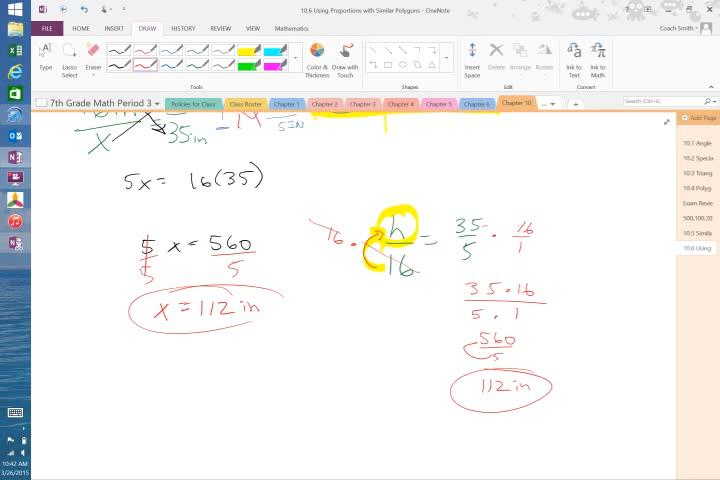 10.6 Using Proportions with Similar Polygons - OneNote
FILE HOME INSERT DRAW HISTORY REVIEW VIEW Mathematics
Coach Smith
Type Lasso Select Eraser
Color & Thickness Draw with Touch
Insert Space Delete Arrange Rotate
Ink to Text Ink to Math
Tools Shapes Edit Convert
7th Grade Math Period 3 Policies for Class Class Roster Chapter 1 Chapter 2 Chapter 3 Chapter 4 Chapter 5 Chapter 6 Chapter 10 ... +
Search (Ctrl+E)
Add Page
10.1 Angle
10.2 Specia
10.3 Triang
10.4 Polyg
Exam Revie
500,100,20
10.5 Simila
10.6 Using
x = 35in
5IN
5x = 16(35)
16 · h/16 = 35/5 · 16/1
5 x = 560
5 5
35·16
5 · 1
x = 112 in
560
5
112 in
10:42 AM
3/26/2015